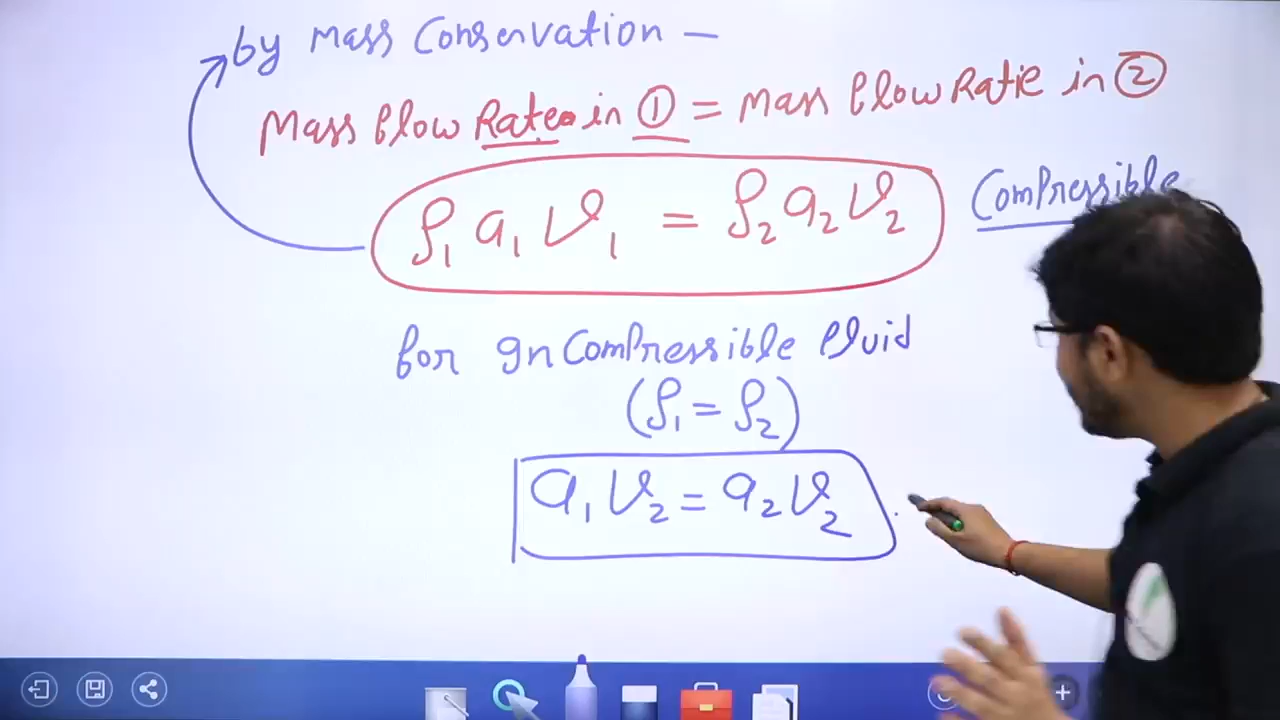 by Mass Conservation –
Mass flow Rate in ① = Mass flow Ratie in ②
ρ₁ a₁ v₁ = ρ₂ a₂ v₂
Compressible
for InCompressible fluid
(ρ₁ = ρ₂)
a₁ v₂ = a₂ v₂